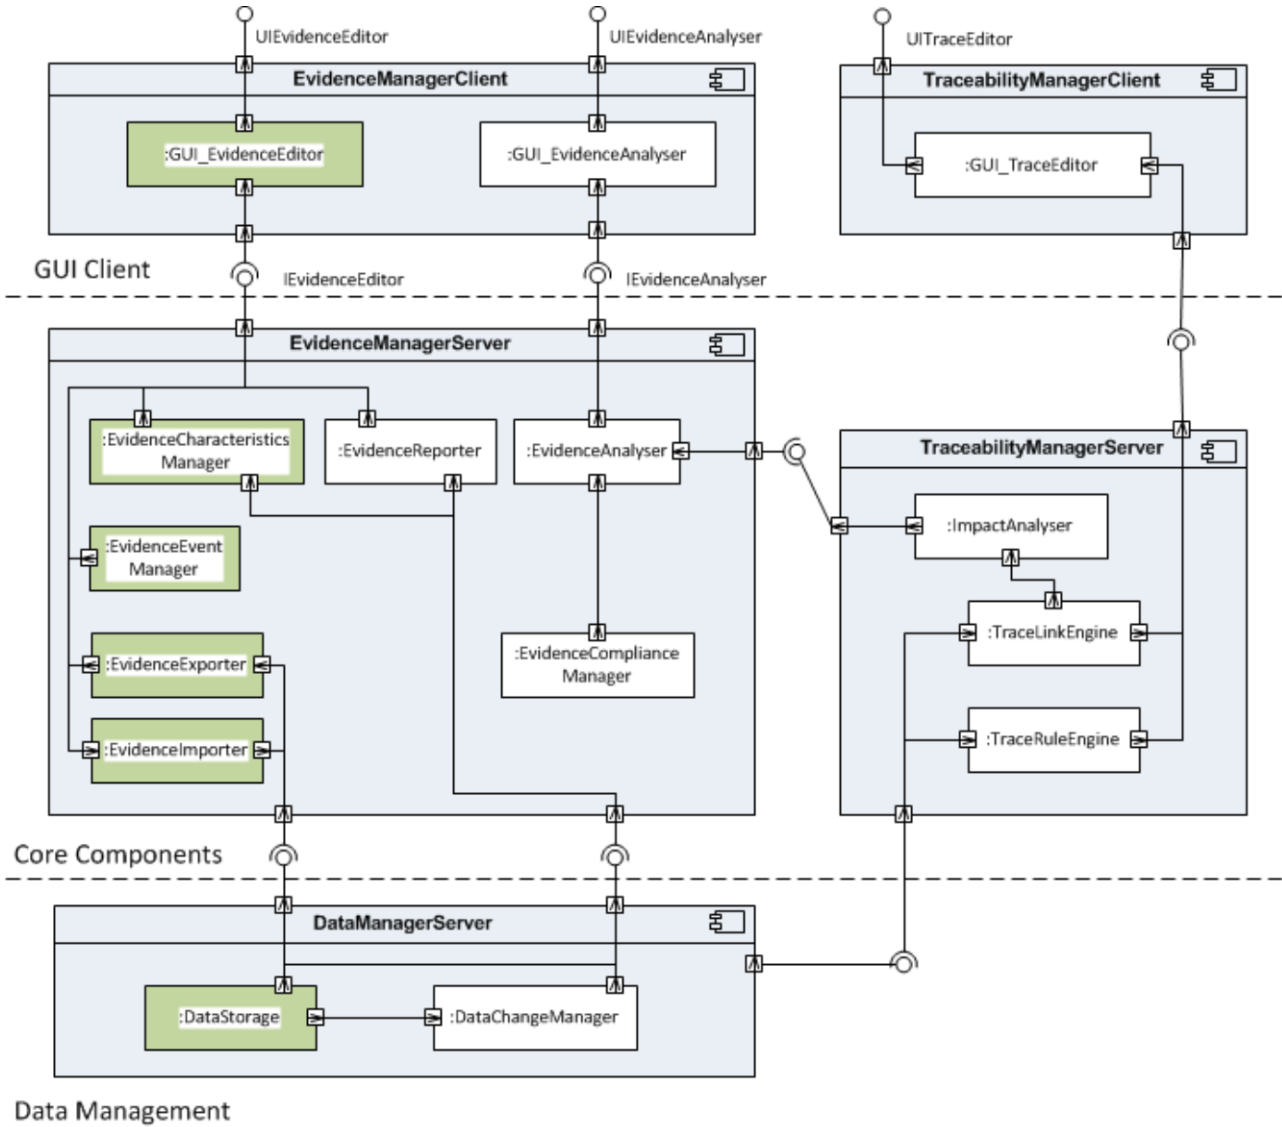 UIEvidenceEditor
UIEvidenceAnalyser
UITraceEditor
EvidenceManagerClient
TraceabilityManagerClient
:GUI_EvidenceEditor
:GUI_EvidenceAnalyser
:GUI_TraceEditor
GUI Client
IEvidenceEditor
IEvidenceAnalyser
EvidenceManagerServer
:EvidenceCharacteristics
Manager
:EvidenceReporter
:EvidenceAnalyser
TraceabilityManagerServer
:ImpactAnalyser
:EvidenceEvent
Manager
:TraceLinkEngine
:EvidenceExporter
:EvidenceCompliance
Manager
:EvidenceImporter
:TraceRuleEngine
Core Components
DataManagerServer
:DataStorage
:DataChangeManager
Data Management